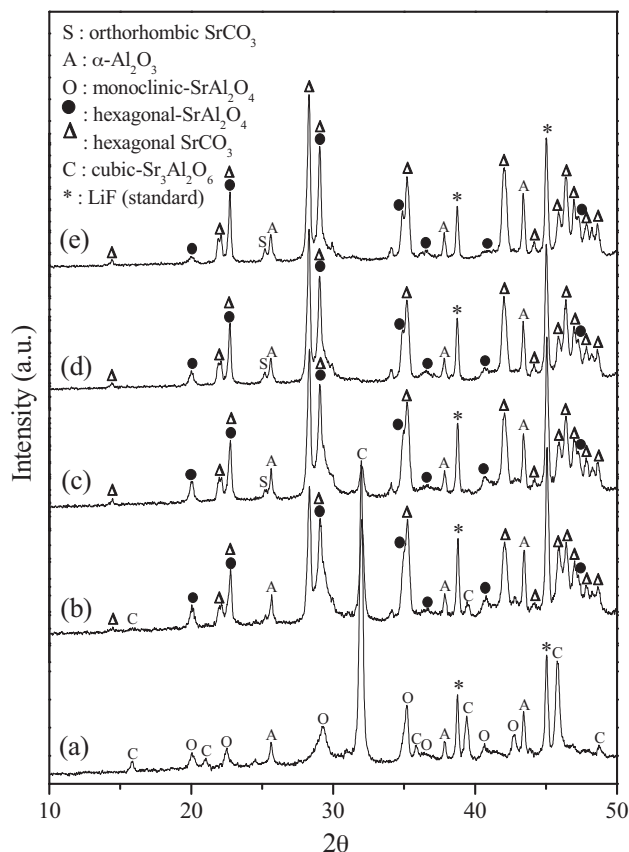 S : orthorhombic SrCO₃
A : α-Al₂O₃
O : monoclinic-SrAl₂O₄
● : hexagonal-SrAl₂O₄
Δ : hexagonal SrCO₃
C : cubic-Sr₃Al₂O₆
* : LiF (standard)
(e)
(d)
(c)
(b)
(a)
Intensity (a.u.)
10 20 30 40 50
2θ